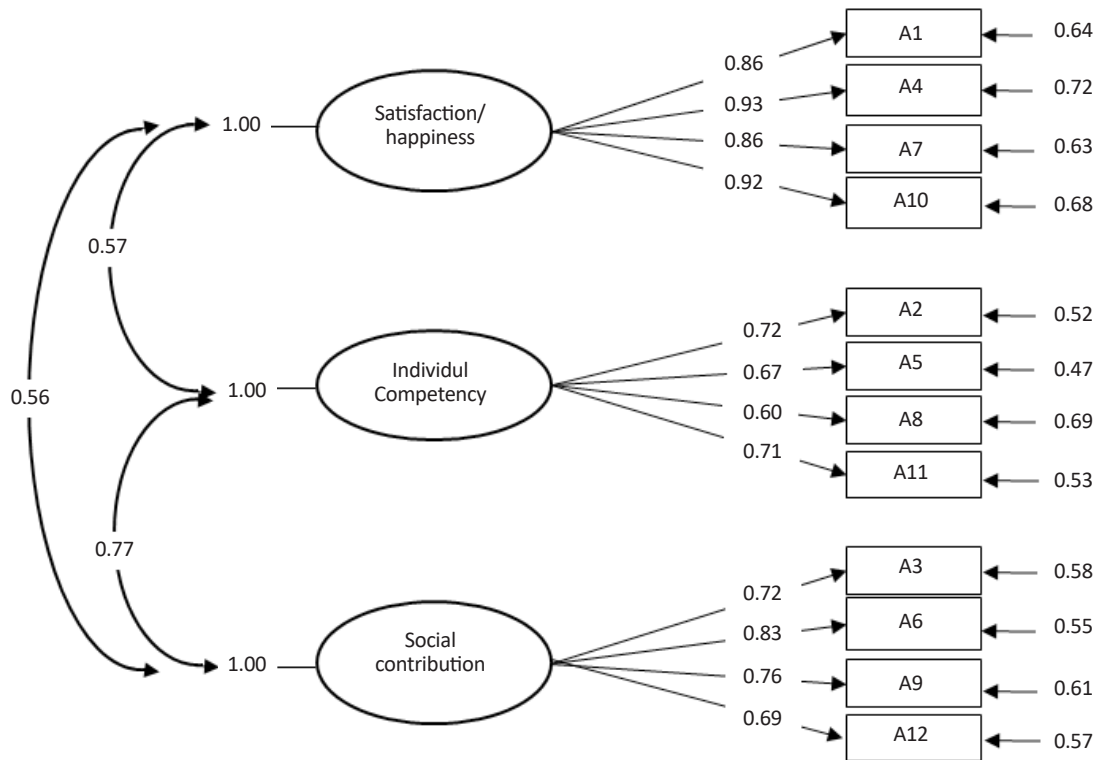 A1
0.64
0.86
A4
0.72
1.00
Satisfaction/
happiness
0.93
0.86
A7
0.63
0.92
A10
0.68
0.57
A2
0.52
0.72
0.56
1.00
Individul
Competency
0.67
A5
0.47
0.60
A8
0.69
0.71
A11
0.53
0.77
A3
0.58
0.72
A6
0.55
0.83
1.00
Social
contribution
0.76
A9
0.61
0.69
A12
0.57